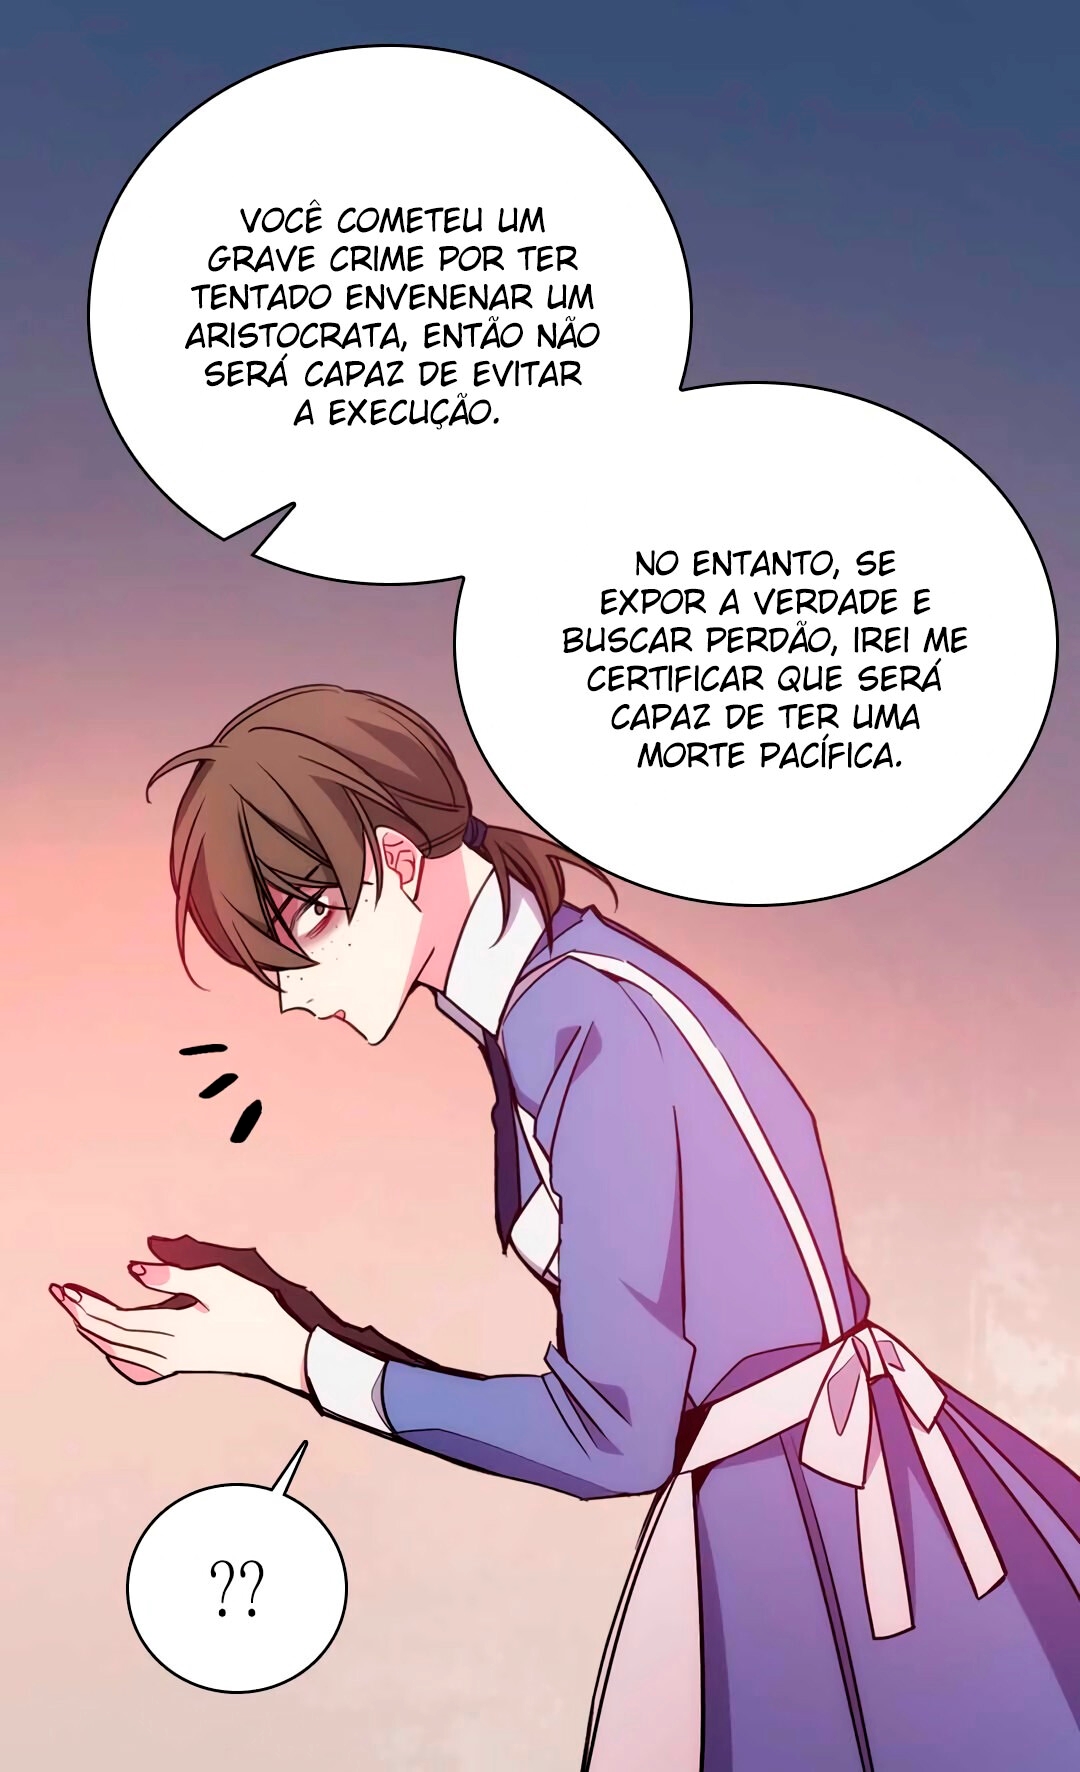 VOCÊ COMETEU UM
GRAVE CRIME POR TER
TENTADO ENVENENAR UM
ARISTOCRATA, ENTÃO NÃO
SERÁ CAPAZ DE EVITAR
A EXECUÇÃO.
NO ENTANTO, SE
EXPOR A VERDADE E
BUSCAR PERDÃO, IREI ME
CERTIFICAR QUE SERÁ
CAPAZ DE TER UMA
MORTE PACÍFICA.
??